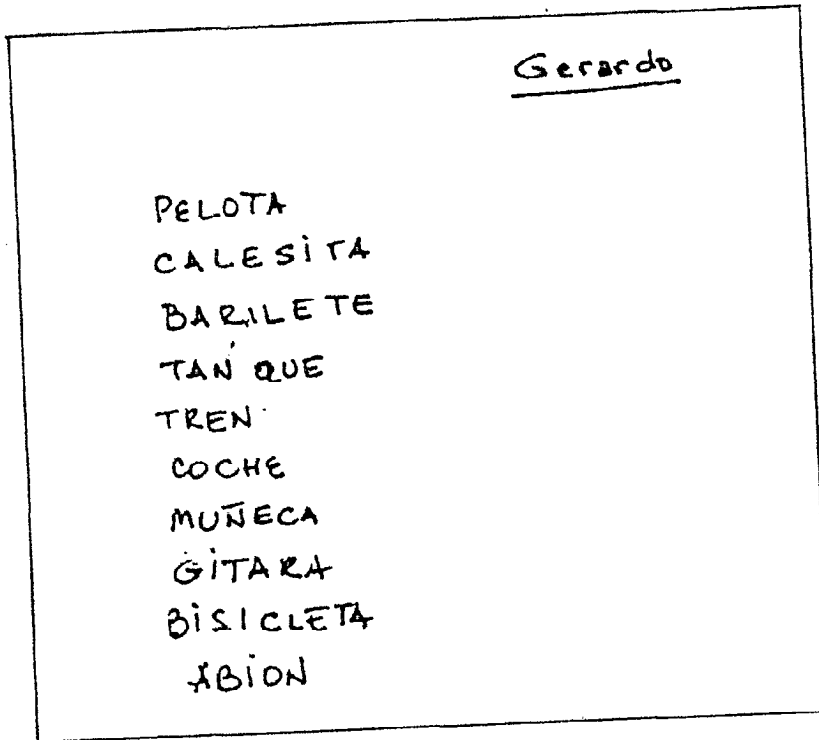 Gerardo
PELOTA
CALESITA
BARILETE
TAN QUE
TREN
COCHE
MUÑECA
GITARA
BISICLETA
ABION